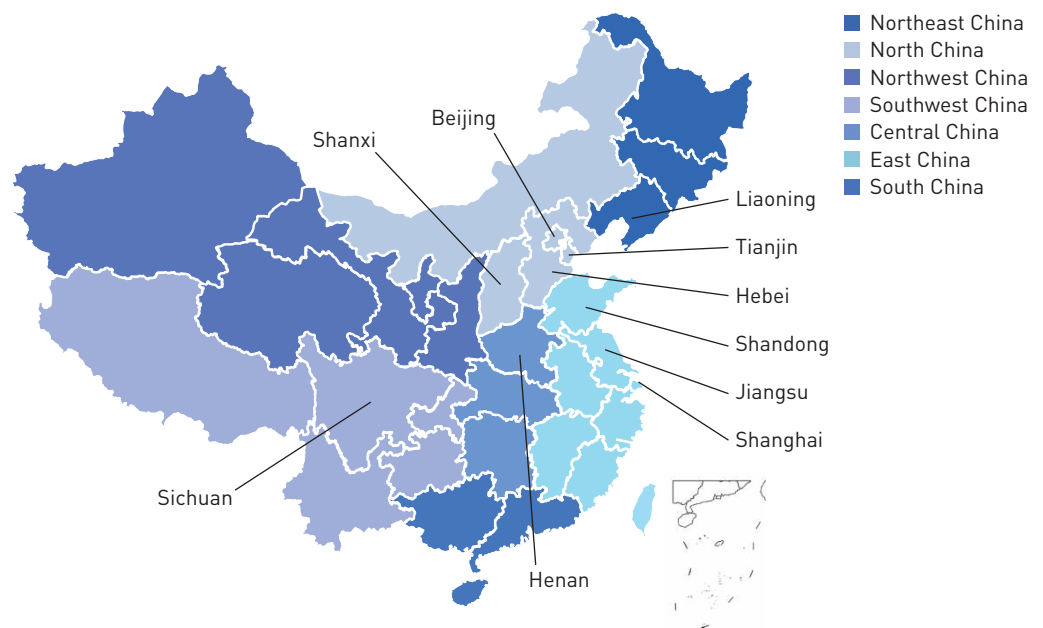 Northeast China
North China
Northwest China
Southwest China
Central China
East China
South China
Beijing
Shanxi
Liaoning
Tianjin
Hebei
Shandong
Jiangsu
Shanghai
Sichuan
Henan